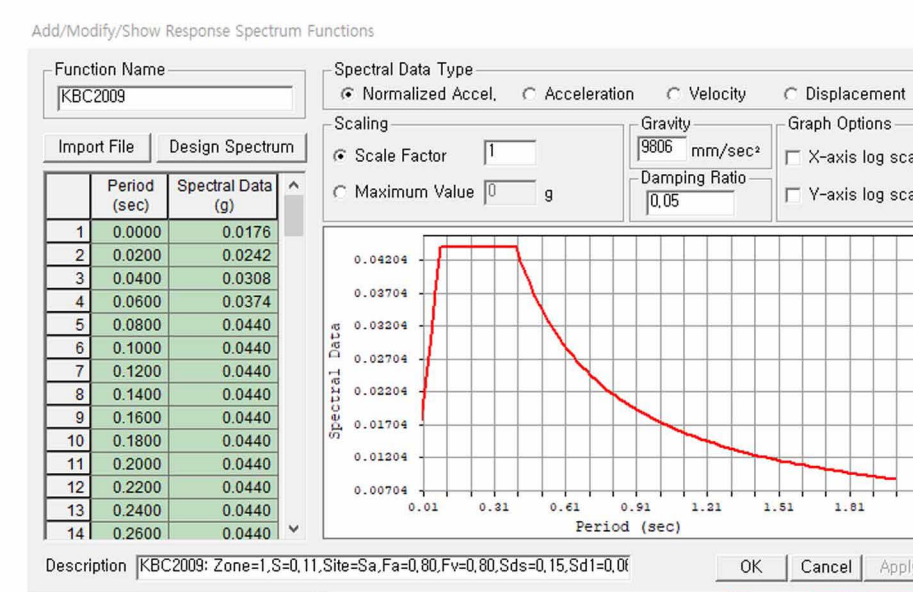 Add/Modify/Show Response Spectrum Functions
Function Name
KBC2009
Import File
Design Spectrum
Spectral Data Type
Normalized Accel.
Acceleration
Velocity
Displacement
Scaling
Scale Factor
1
Maximum Value
0
g
Gravity
9806
mm/sec²
Damping Ratio
0.05
Graph Options
X-axis log sca
Y-axis log sca
Period (sec) Spectral Data (g)
1 0.0000 0.0176
2 0.0200 0.0242
3 0.0400 0.0308
4 0.0600 0.0374
5 0.0800 0.0440
6 0.1000 0.0440
7 0.1200 0.0440
8 0.1400 0.0440
9 0.1600 0.0440
10 0.1800 0.0440
11 0.2000 0.0440
12 0.2200 0.0440
13 0.2400 0.0440
14 0.2600 0.0440
Spectral Data
0.04204
0.03704
0.03204
0.02704
0.02204
0.01704
0.01204
0.00704
0.01 0.31 0.61 0.91 1.21 1.51 1.81
Period (sec)
Description
KBC2009: Zone=1,S=0.11,Site=Sa,Fa=0.80,Fv=0.80,Sds=0.15,Sd1=0.0
OK
Cancel
Appl